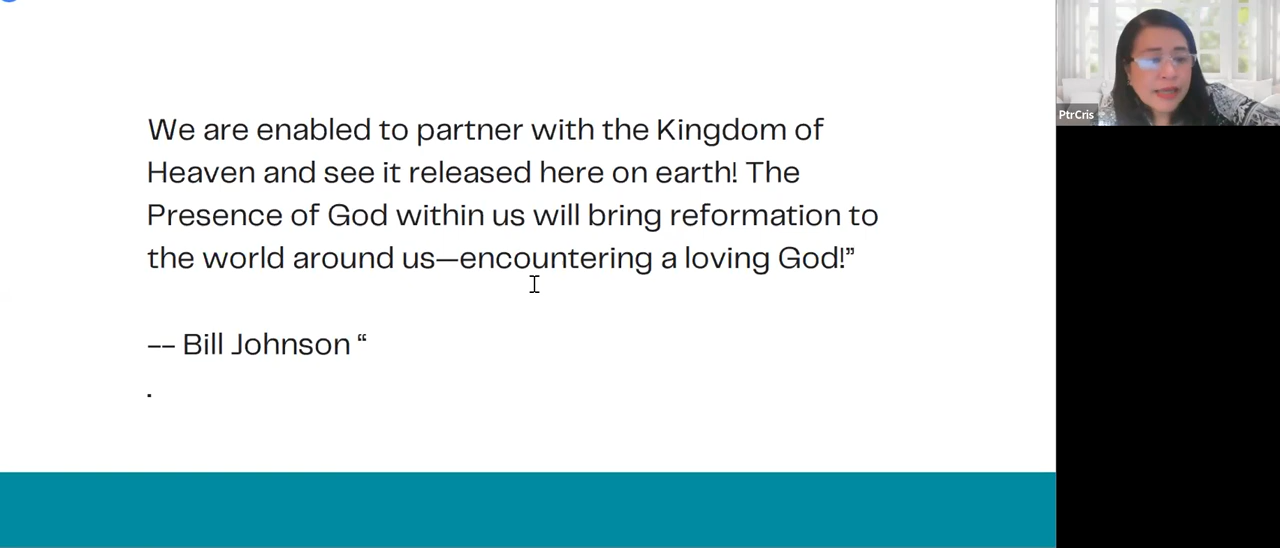 We are enabled to partner with the Kingdom of
Heaven and see it released here on earth! The
Presence of God within us will bring reformation to
the world around us—encountering a loving God!”
-- Bill Johnson “
.
PtrCris